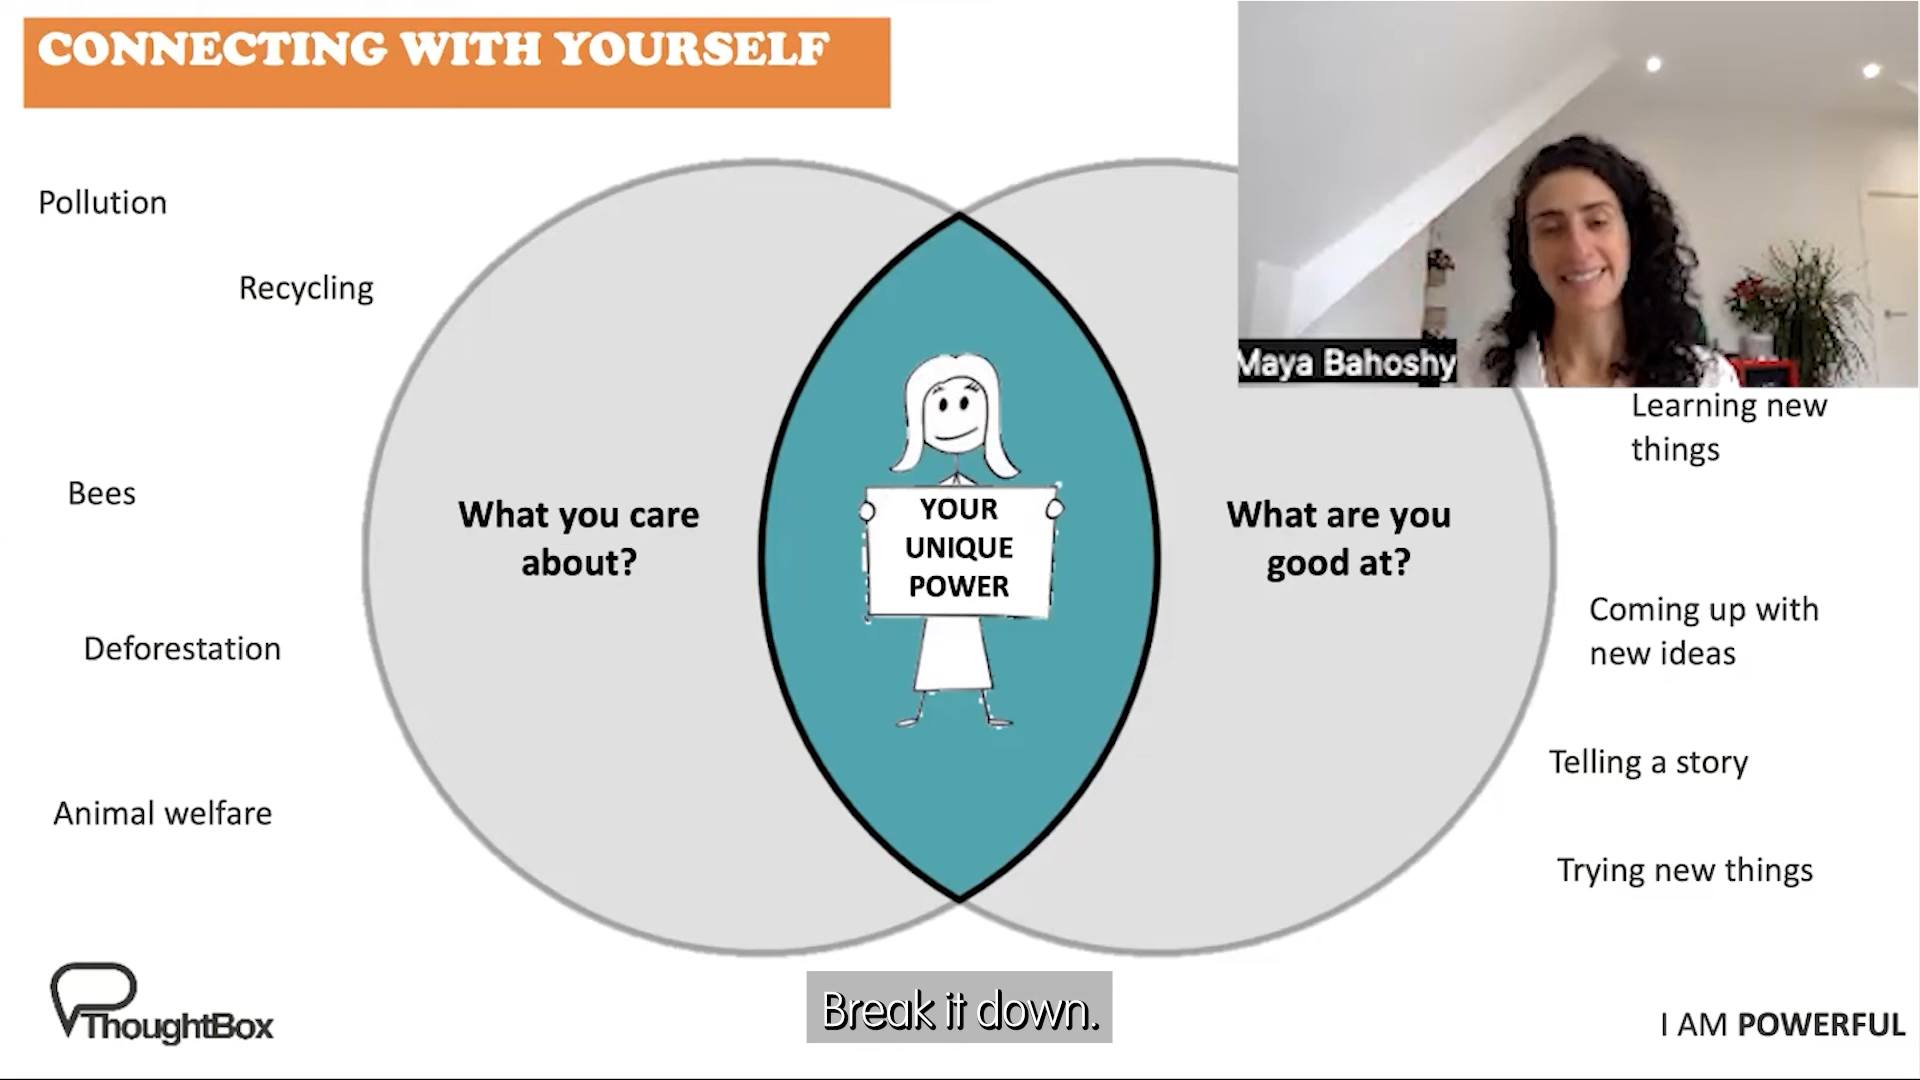 CONNECTING WITH YOURSELF
Pollution
Recycling
Bees
Deforestation
Animal welfare
What you care
about?
YOUR
UNIQUE
POWER
What are you
good at?
Maya Bahoshy
Learning new
things
Coming up with
new ideas
Telling a story
Trying new things
ThoughtBox
Break it down.
I AM POWERFUL